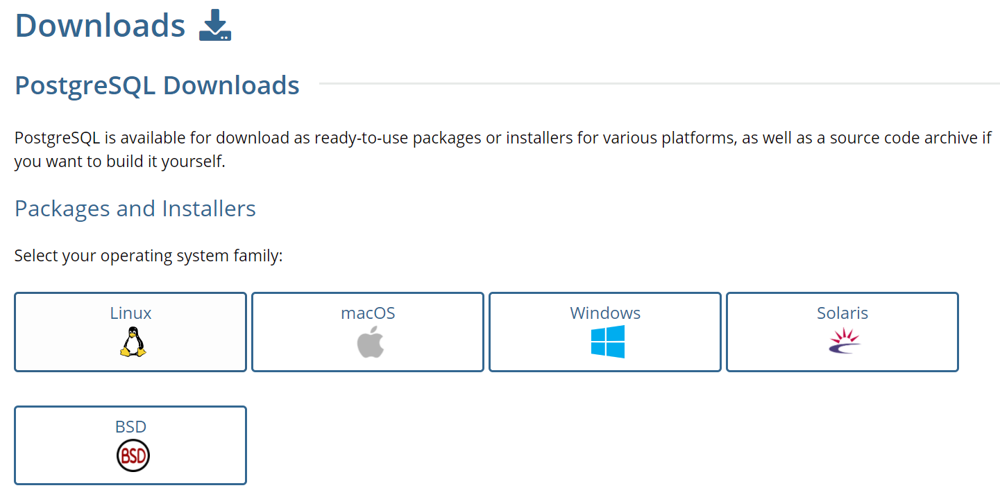 Downloads
PostgreSQL Downloads
PostgreSQL is available for download as ready-to-use packages or installers for various platforms, as well as a source code archive if
you want to build it yourself.
Packages and Installers
Select your operating system family:
Linux
macOS
Windows
Solaris
BSD
BSD